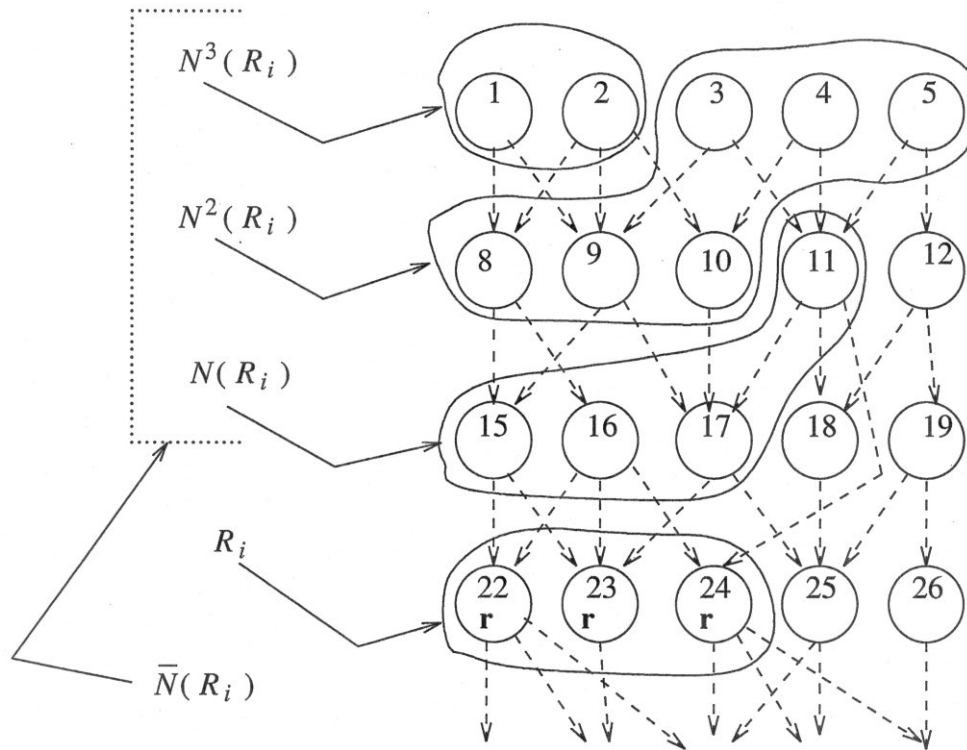 N³(Rᵢ)
1 2 3 4 5
N²(Rᵢ)
8 9 10 11 12
N(Rᵢ)
15 16 17 18 19
Rᵢ
22 23 24 25 26
r r r
N̄(Rᵢ)